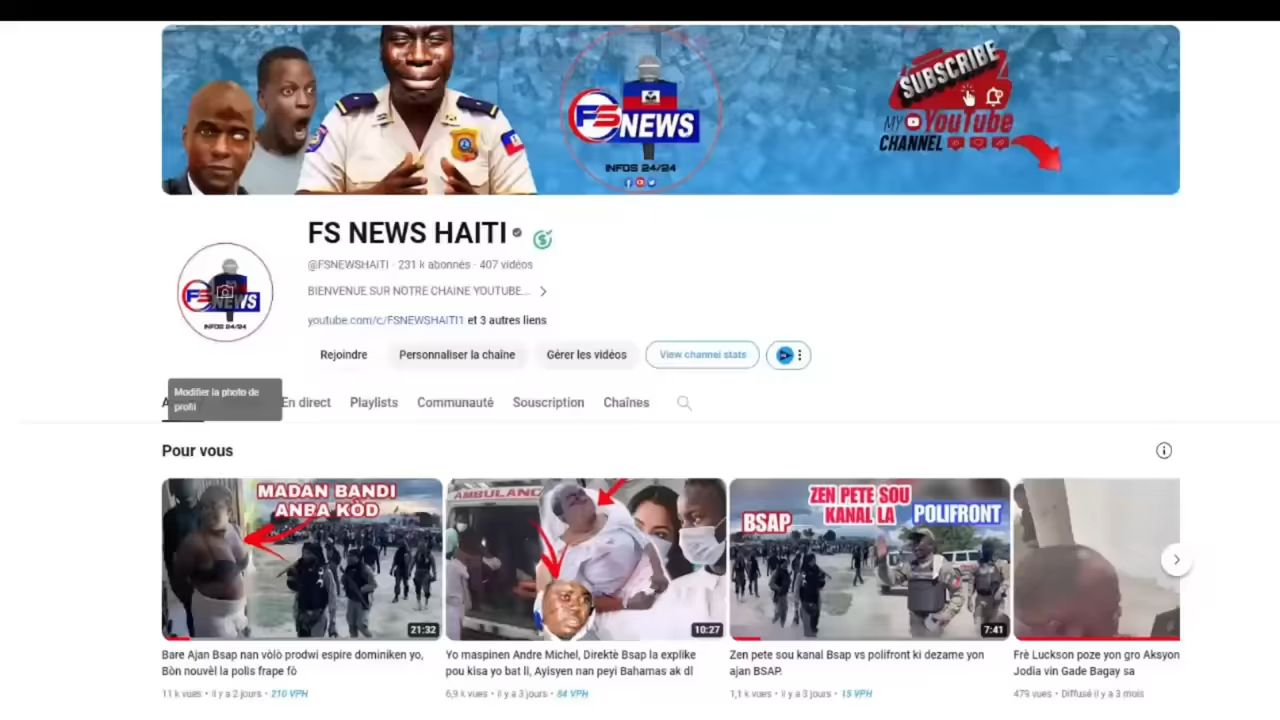 SUBSCRIBE
MY YouTube
CHANNEL
FS NEWS
INFOS 24/24
FS NEWS HAITI
@FSNEWSHAITI · 231 k abonnés · 407 vidéos
BIENVENUE SUR NOTRE CHAINE YOUTUBE...
youtube.com/c/FSNEWSHAITI1 et 3 autres liens
FS NEWS
INFOS 24/24
Rejoindre
Personnaliser la chaîne
Gérer les vidéos
View channel stats
Modifier la photo de
profil
A
En direct
Playlists
Communauté
Souscription
Chaînes
Pour vous
MADAN BANDI
ANBA KÒD
21:32
AMBULANC
10:27
ZEN PETE SOU
KANAL LA
BSAP
POLIFRONT
7:41
Bare Ajan Bsap nan vòlò prodwi espire dominiken yo,
Bòn nouvèl la polis frape fò
11 k vues • il y a 2 jours • 210 VPH
Yo maspinen Andre Michel, Direktè Bsap la eksplike
pou kisa yo bat li, Ayisyen nan peyi Bahamas ak dl
6,9 k vues • il y a 3 jours • 84 VPH
Zen pete sou kanal Bsap vs polifront ki dezame yon
ajan BSAP.
1,1 k vues • il y a 3 jours • 15 VPH
Frè Luckson poze yon gro Aksyon
Jodia vin Gade Bagay sa
479 vues • Diffusé il y a 3 mois